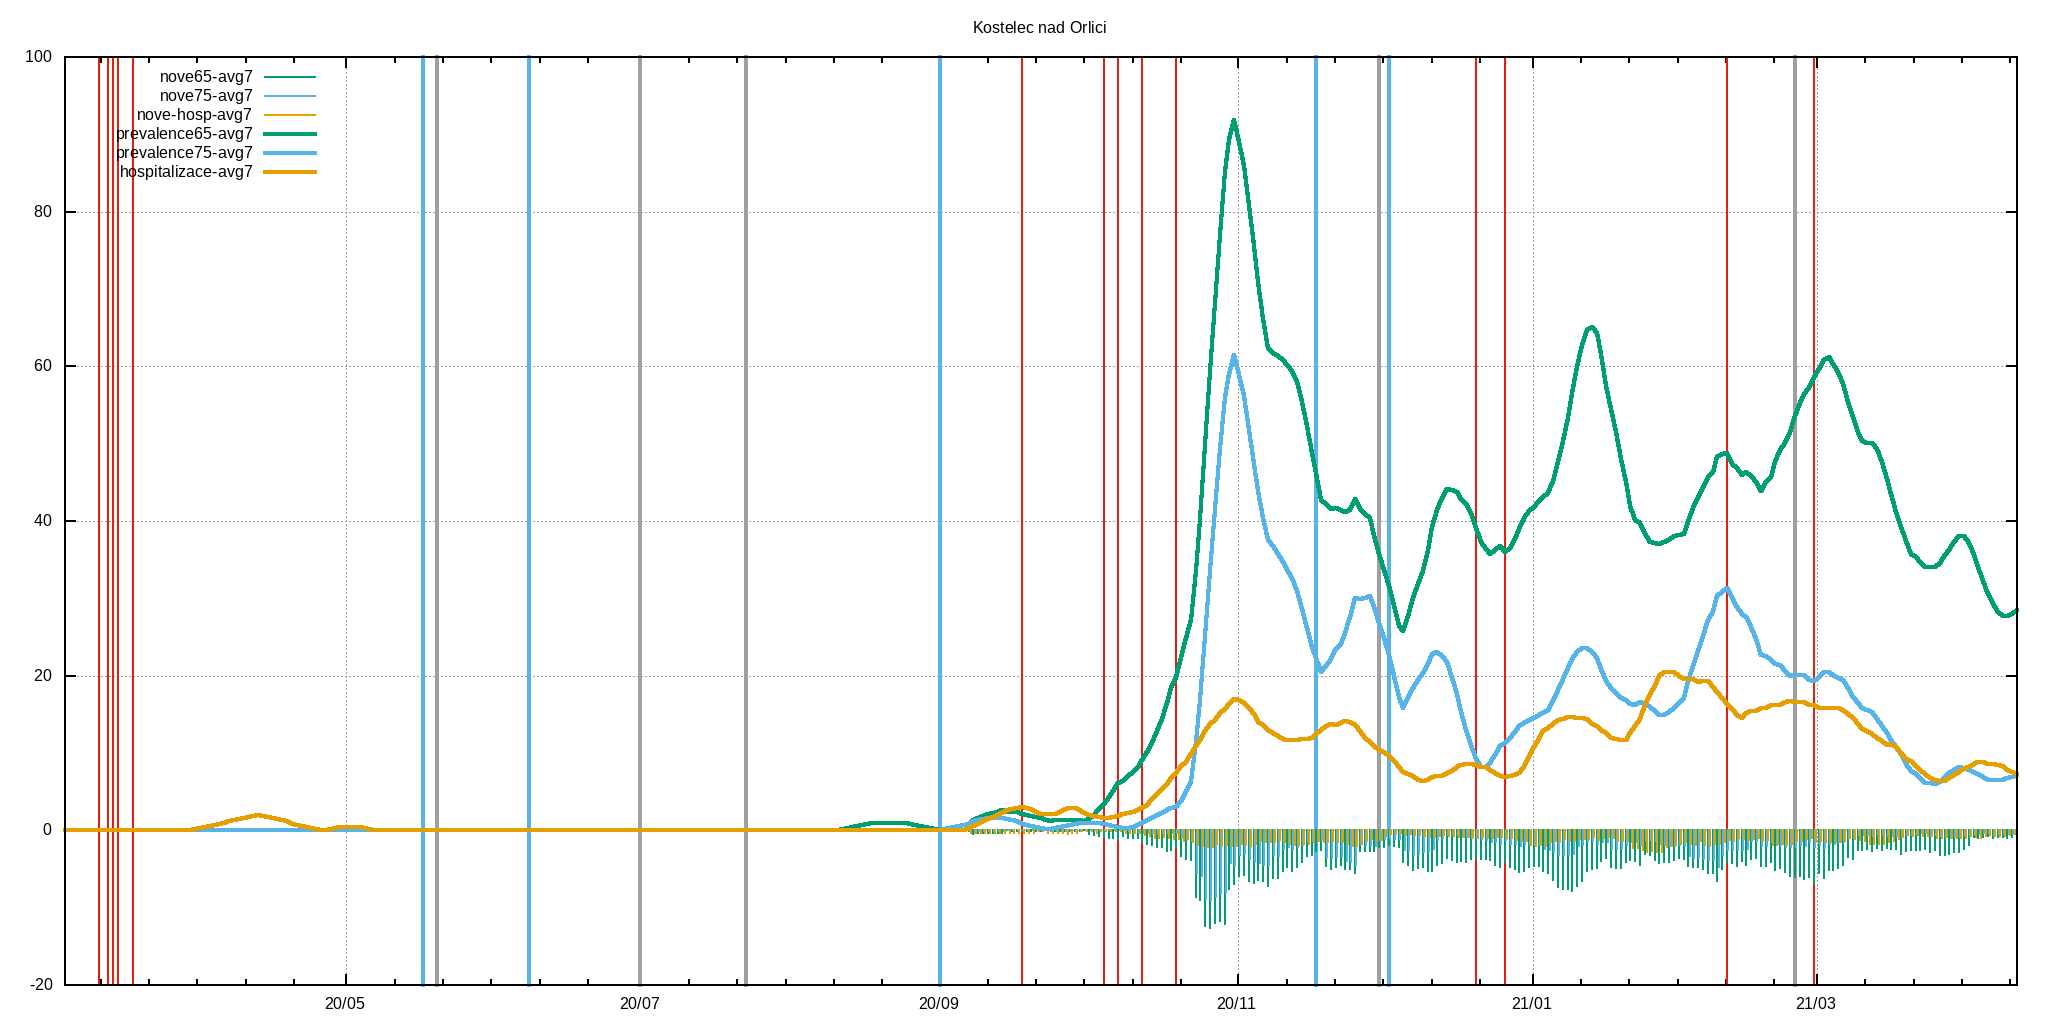 Kostelec nad Orlici
100
80
60
40
20
0
-20
nove65-avg7
nove75-avg7
nove-hosp-avg7
prevalence65-avg7
prevalence75-avg7
hospitalizace-avg7
20/05
20/07
20/09
20/11
21/01
21/03